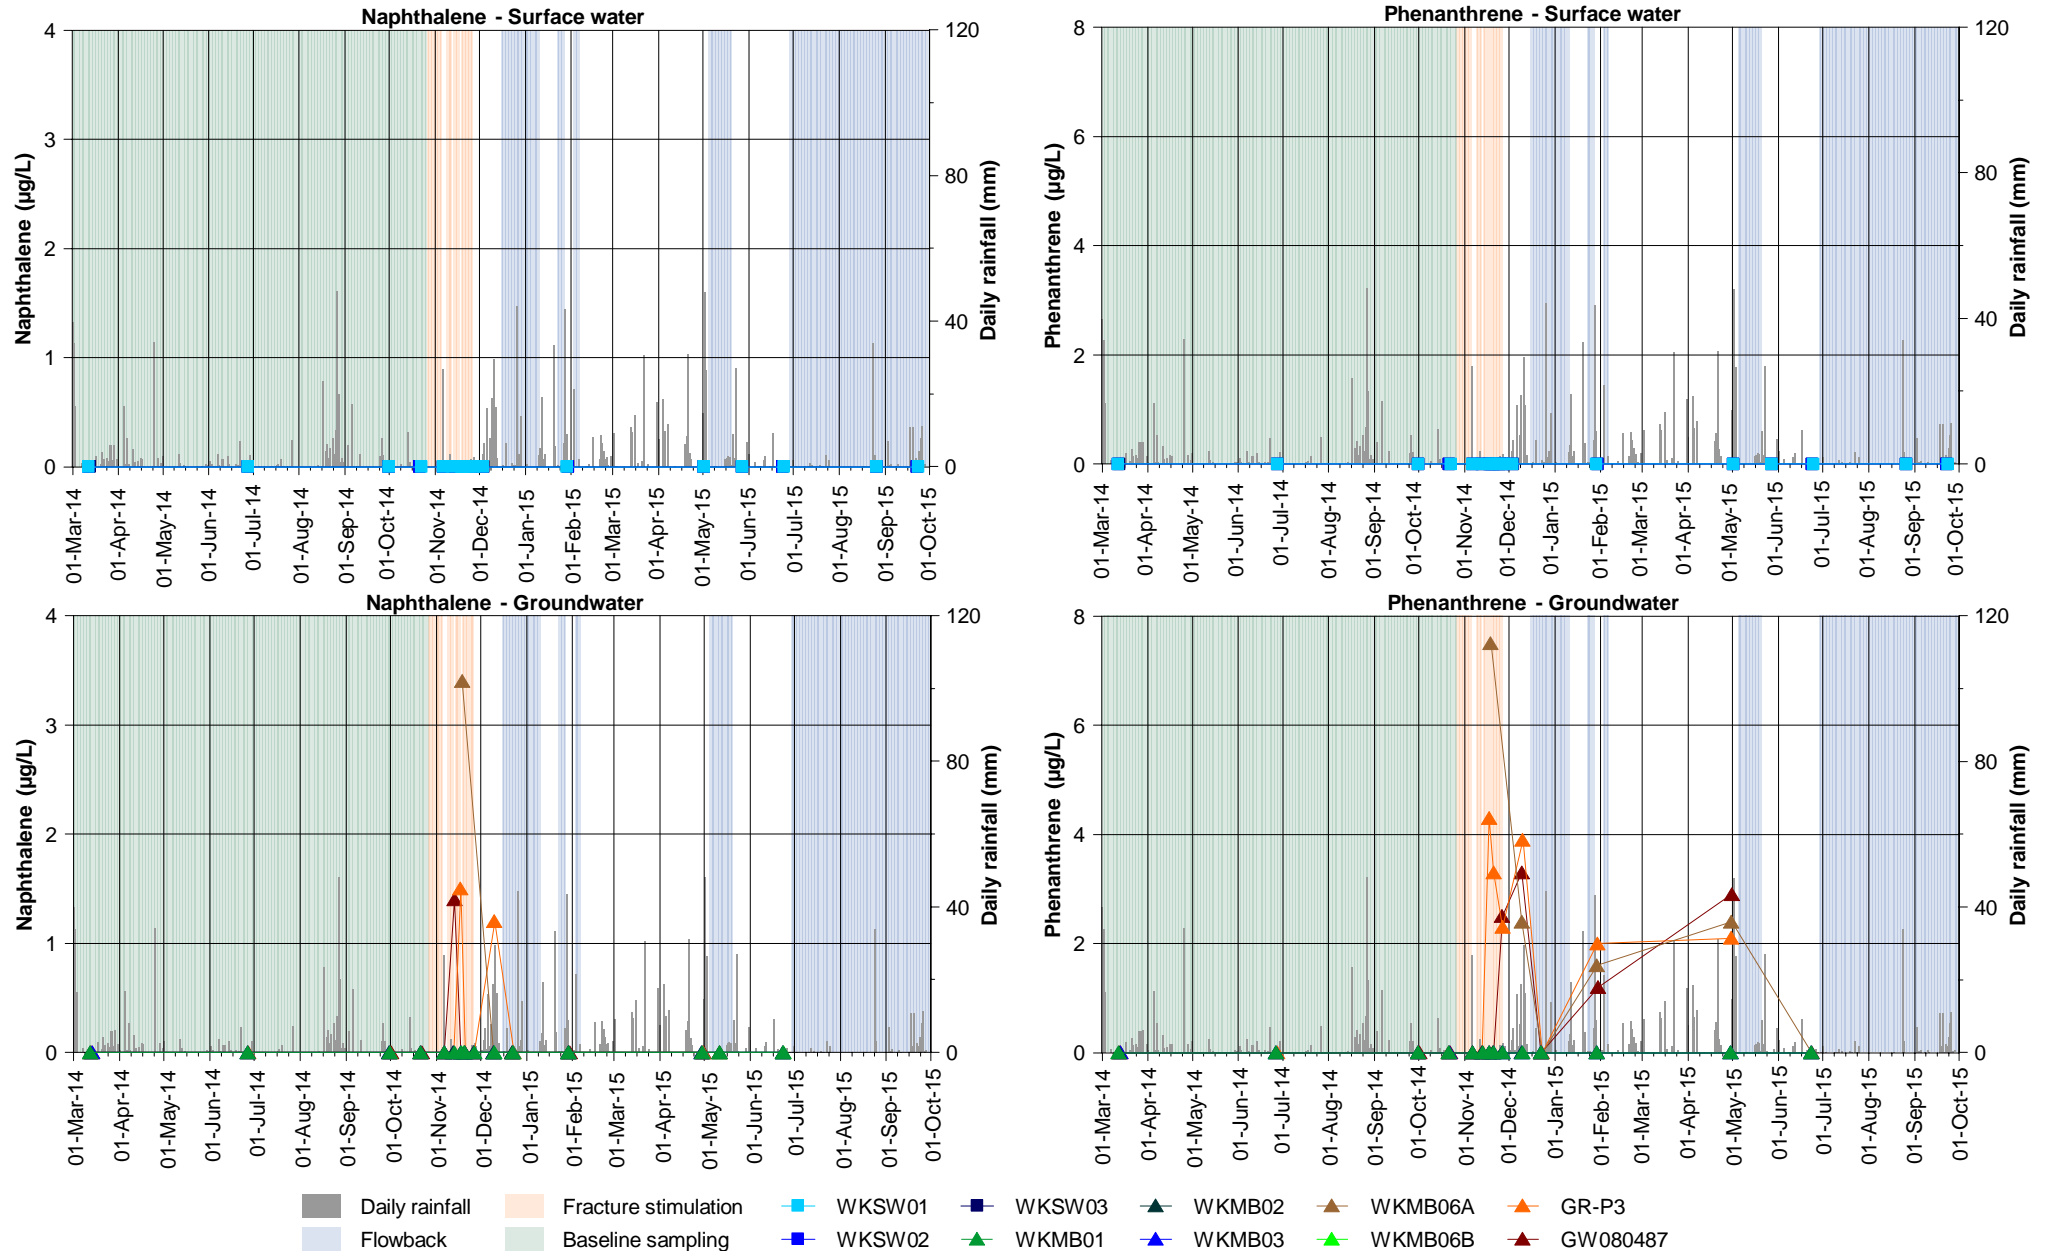 Naphthalene - Surface water
4
3
2
1
0
Naphthalene (µg/L)
120
80
40
0
Daily rainfall (mm)
01-Mar-14
01-Apr-14
01-May-14
01-Jun-14
01-Jul-14
01-Aug-14
01-Sep-14
01-Oct-14
01-Nov-14
01-Dec-14
01-Jan-15
01-Feb-15
01-Mar-15
01-Apr-15
01-May-15
01-Jun-15
01-Jul-15
01-Aug-15
01-Sep-15
01-Oct-15
Phenanthrene - Surface water
8
6
4
2
0
Phenanthrene (µg/L)
120
80
40
0
Daily rainfall (mm)
01-Mar-14
01-Apr-14
01-May-14
01-Jun-14
01-Jul-14
01-Aug-14
01-Sep-14
01-Oct-14
01-Nov-14
01-Dec-14
01-Jan-15
01-Feb-15
01-Mar-15
01-Apr-15
01-May-15
01-Jun-15
01-Jul-15
01-Aug-15
01-Sep-15
01-Oct-15
Naphthalene - Groundwater
4
3
2
1
0
Naphthalene (µg/L)
120
80
40
0
Daily rainfall (mm)
01-Mar-14
01-Apr-14
01-May-14
01-Jun-14
01-Jul-14
01-Aug-14
01-Sep-14
01-Oct-14
01-Nov-14
01-Dec-14
01-Jan-15
01-Feb-15
01-Mar-15
01-Apr-15
01-May-15
01-Jun-15
01-Jul-15
01-Aug-15
01-Sep-15
01-Oct-15
Phenanthrene - Groundwater
8
6
4
2
0
Phenanthrene (µg/L)
120
80
40
0
Daily rainfall (mm)
01-Mar-14
01-Apr-14
01-May-14
01-Jun-14
01-Jul-14
01-Aug-14
01-Sep-14
01-Oct-14
01-Nov-14
01-Dec-14
01-Jan-15
01-Feb-15
01-Mar-15
01-Apr-15
01-May-15
01-Jun-15
01-Jul-15
01-Aug-15
01-Sep-15
01-Oct-15
Daily rainfall Fracture stimulation WKSW01 WKSW03 WKMB02 WKMB06A GR-P3
Flowback Baseline sampling WKSW02 WKMB01 WKMB03 WKMB06B GW080487